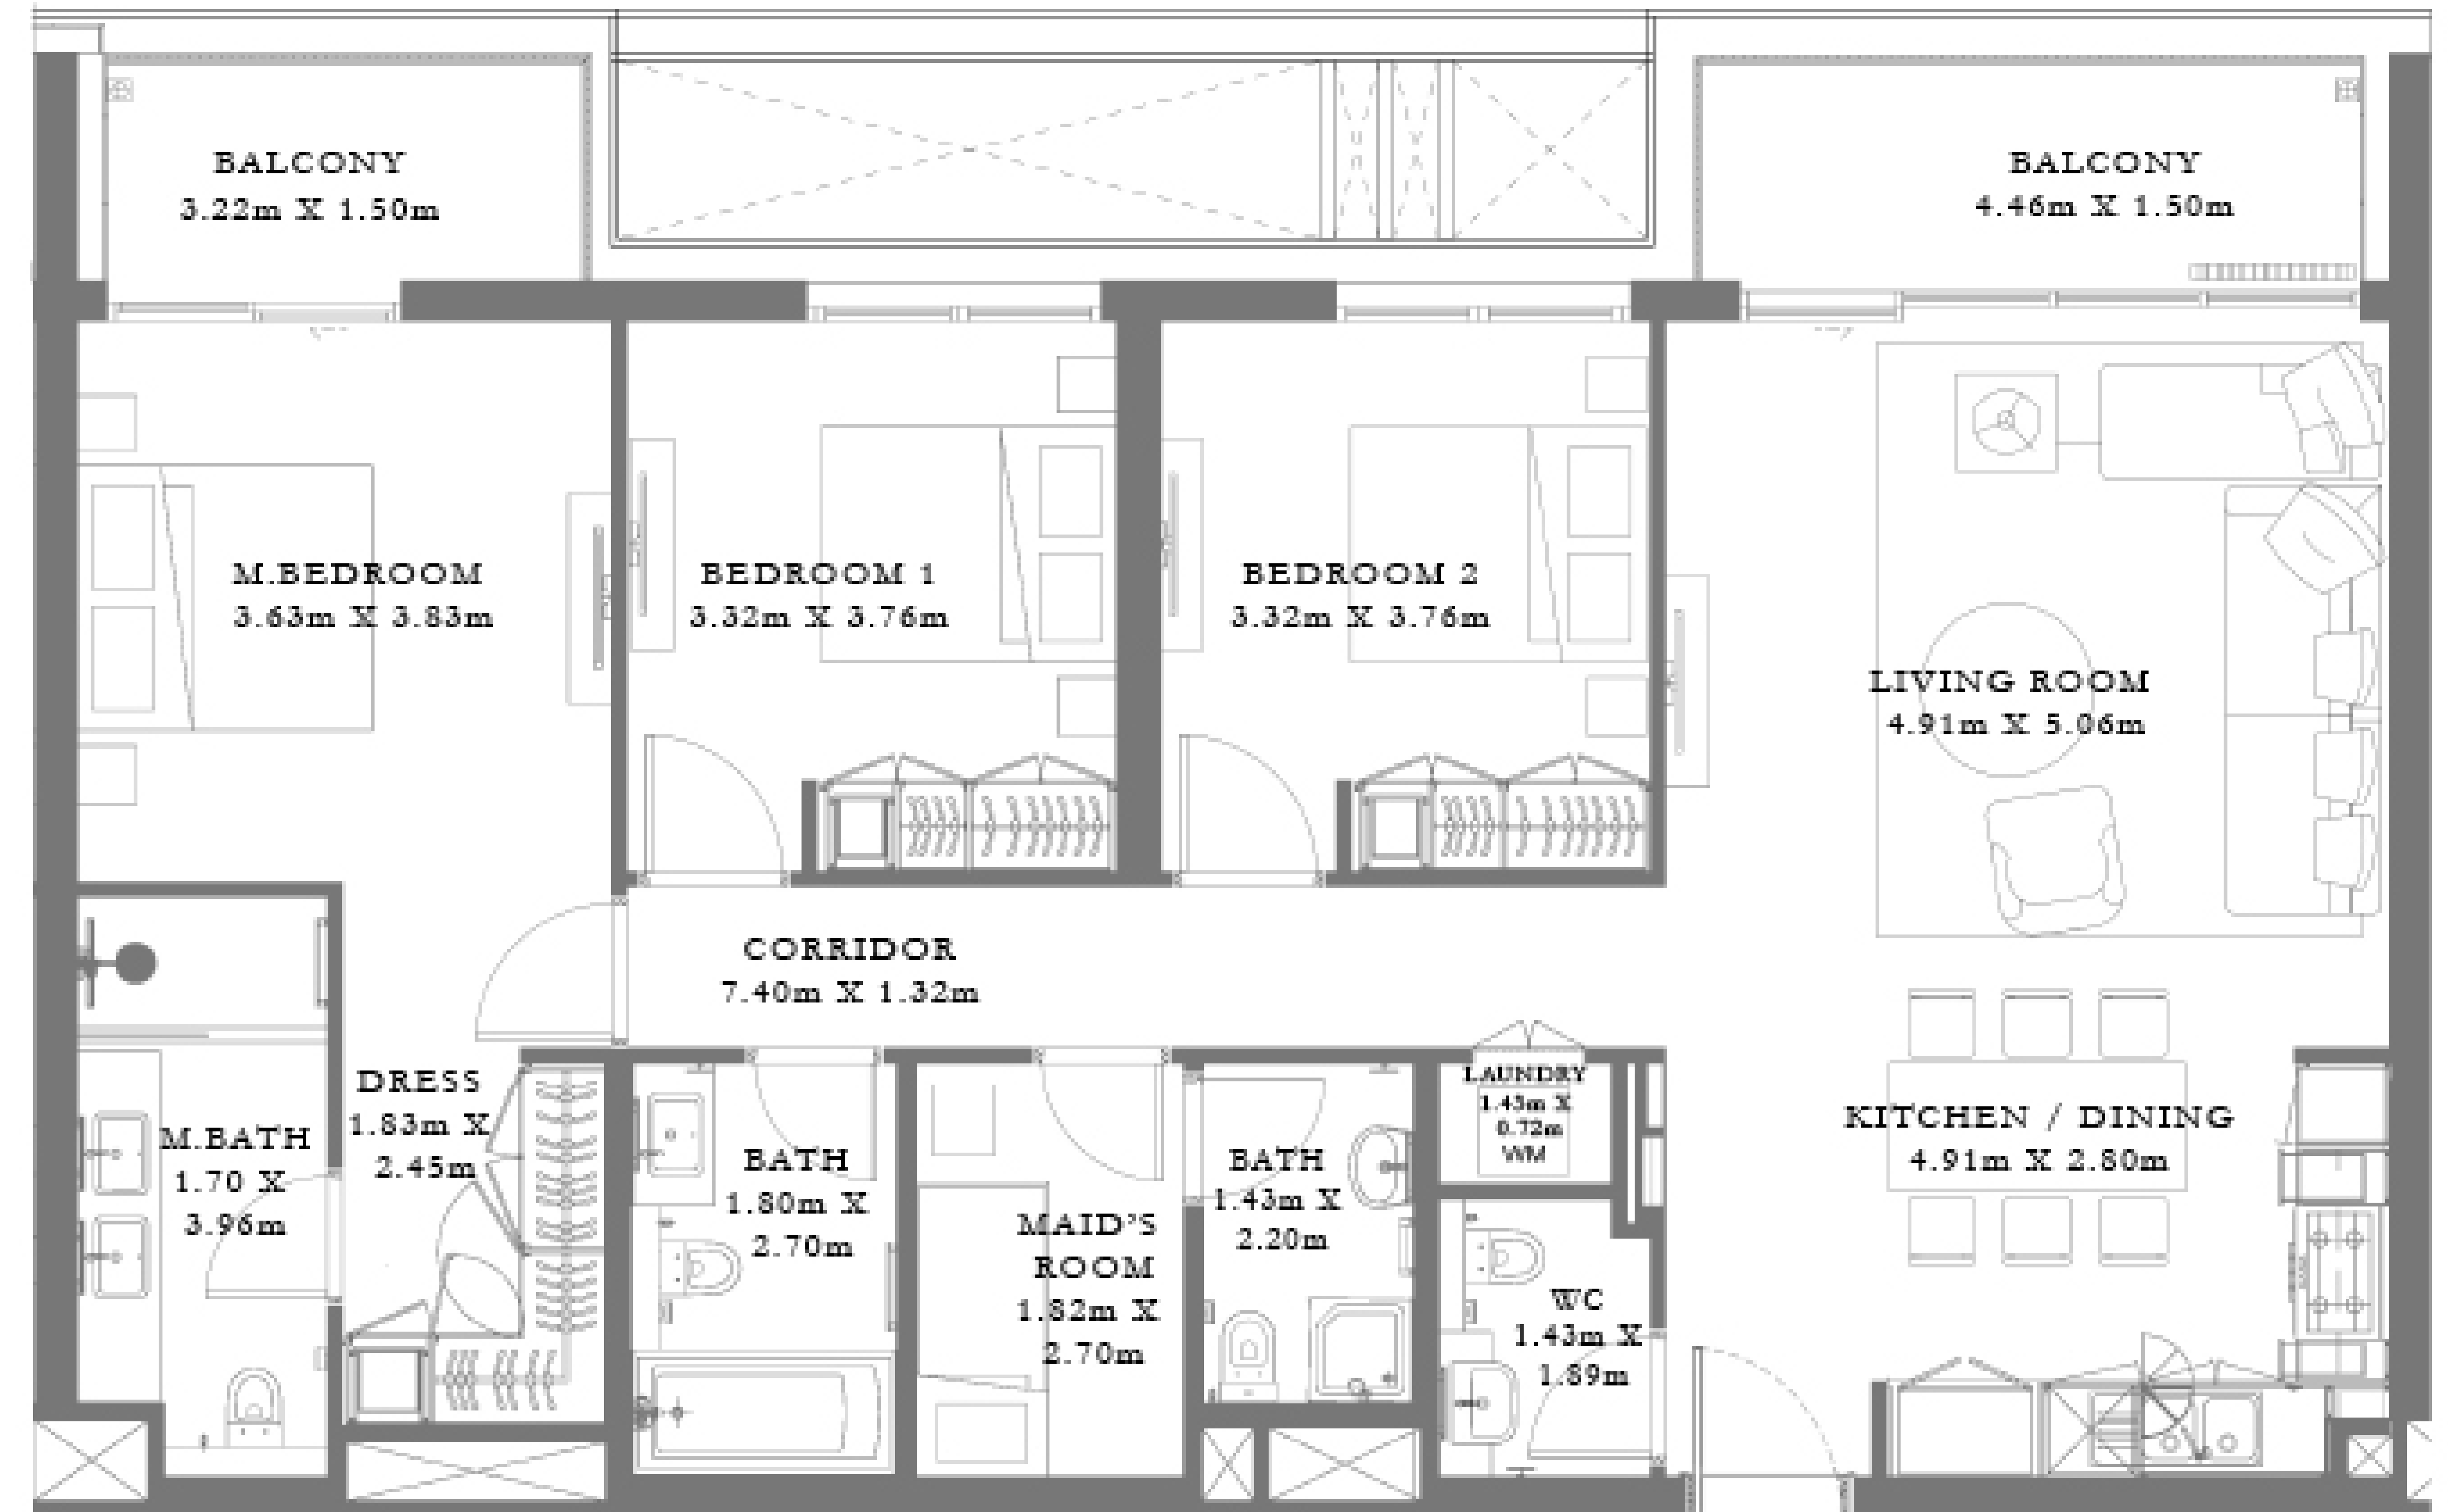 BALCONY
3.22m X 1.50m
BALCONY
4.46m X 1.50m
M.BEDROOM
3.63m X 3.83m
BEDROOM 1
3.32m X 3.76m
BEDROOM 2
3.32m X 3.76m
LIVING ROOM
4.91m X 5.06m
CORRIDOR
7.40m X 1.32m
DRESS
1.83m X
2.45m
M.BATH
1.70 X
3.96m
BATH
1.80m X
2.70m
MAID'S
ROOM
1.82m X
2.70m
BATH
1.43m X
2.20m
LAUNDRY
1.43m X
0.72m
WM
WC
1.43m X
1.89m
KITCHEN / DINING
4.91m X 2.80m